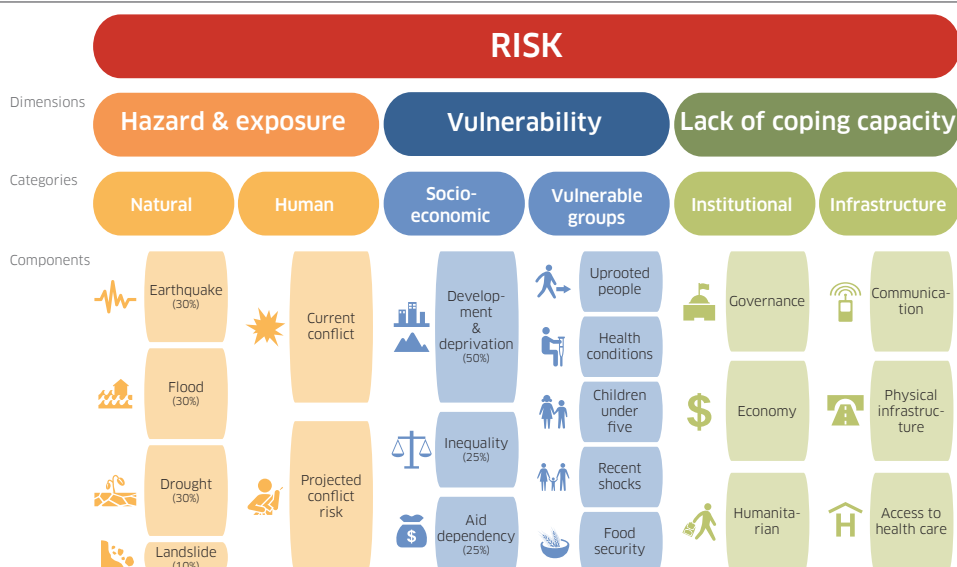 RISK
Dimensions
Hazard & exposure
Vulnerability
Lack of coping capacity
Categories
Natural
Human
Socio-
economic
Vulnerable
groups
Institutional
Infrastructure
Components
Earthquake
(30%)
Flood
(30%)
Drought
(30%)
Landslide
(10%)
Current
conflict
Projected
conflict
risk
Develop-
ment
&
deprivation
(50%)
Inequality
(25%)
Aid
dependency
(25%)
$
Uprooted
people
Health
conditions
Children
under
five
Recent
shocks
Food
security
Governance
$
Economy
Humanita-
rian
Communica-
tion
Physical
infrastruc-
ture
H
Access to
health care